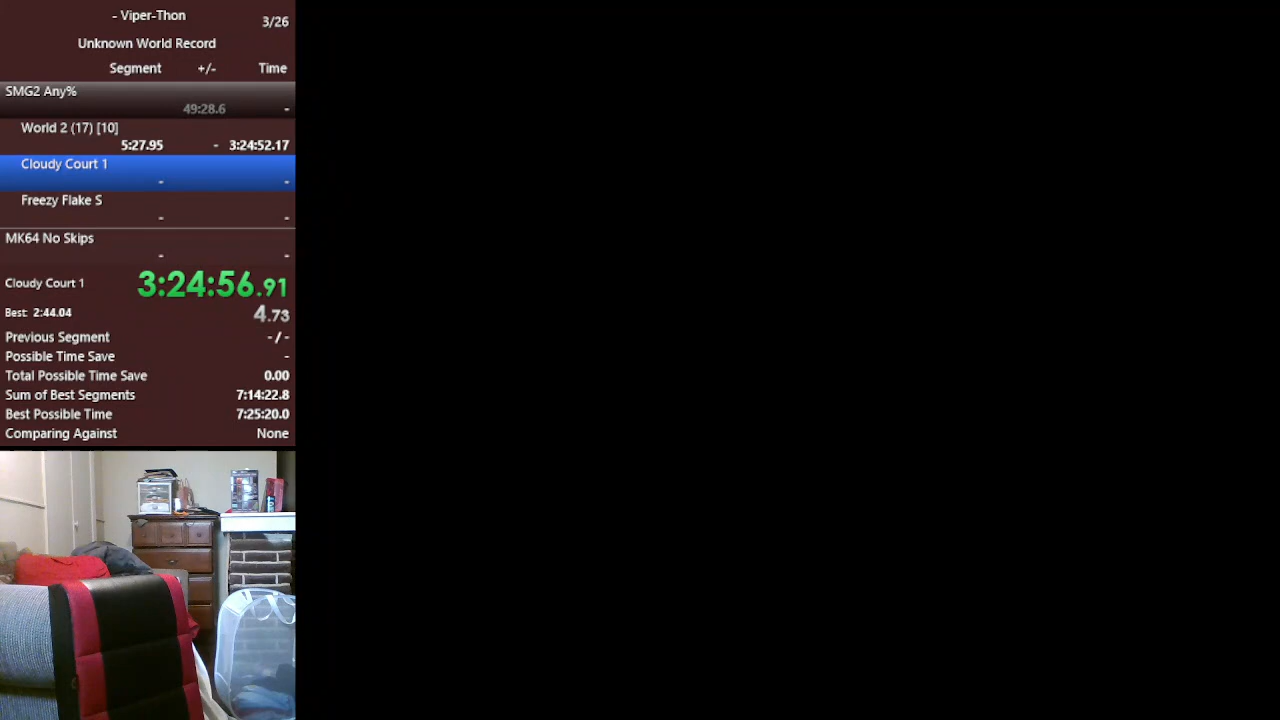 - Viper-Thon
3/26
Unknown World Record
Segment +/- Time
SMG2 Any%
49:28.6 -
World 2 (17) [10]
5:27.95 - 3:24:52.17
Cloudy Court 1
- -
Freezy Flake S
- -
MK64 No Skips
- -
Cloudy Court 1 3:24:56.91
Best: 2:44.04 4.73
Previous Segment - / -
Possible Time Save -
Total Possible Time Save 0.00
Sum of Best Segments 7:14:22.8
Best Possible Time 7:25:20.0
Comparing Against None